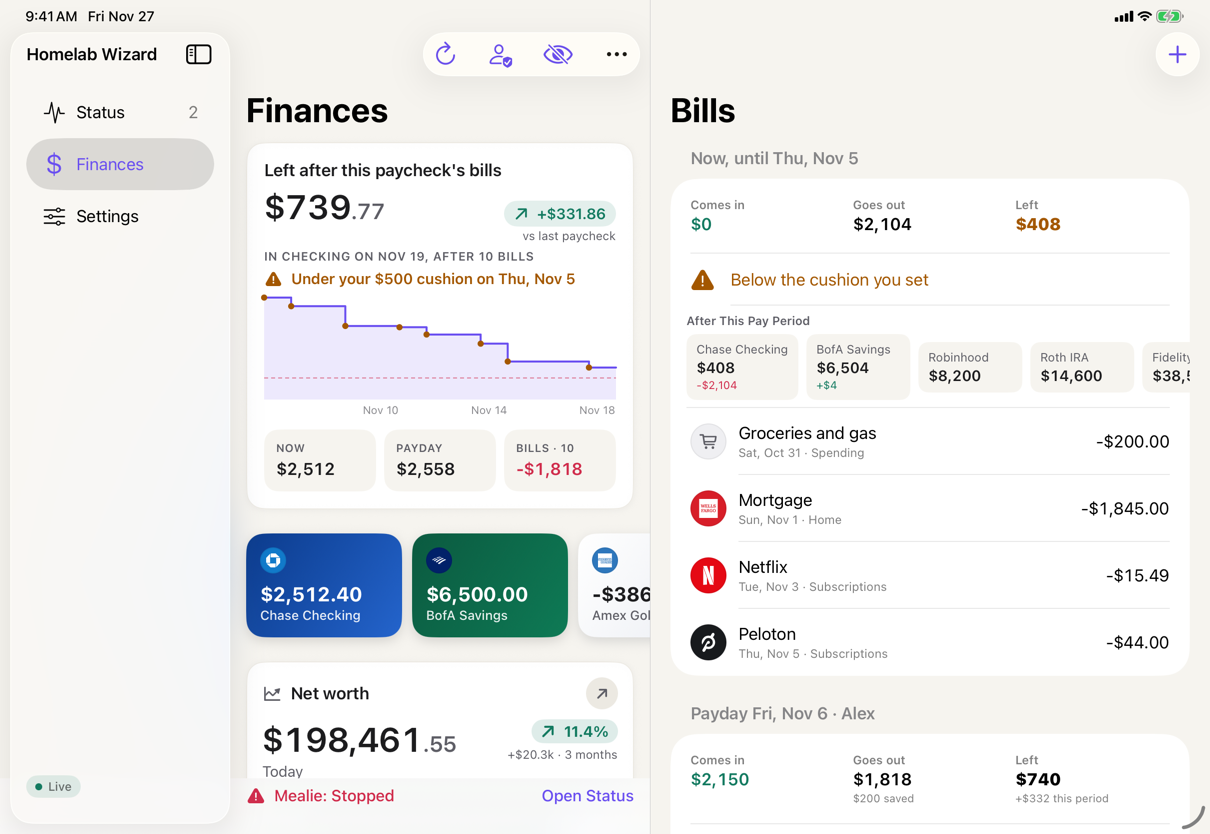 9:41 AM Fri Nov 27
Homelab Wizard
Status 2
Finances
Settings
Live
Finances
Left after this paycheck's bills
$739.77
+$331.86
vs last paycheck
IN CHECKING ON NOV 19, AFTER 10 BILLS
Under your $500 cushion on Thu, Nov 5
Nov 10 Nov 14 Nov 18
NOW
$2,512
PAYDAY
$2,558
BILLS · 10
-$1,818
$2,512.40
Chase Checking
$6,500.00
BofA Savings
-$386
Amex Gol
Net worth
$198,461.55
11.4%
+$20.3k · 3 months
Today
Mealie: Stopped Open Status
Bills
Now, until Thu, Nov 5
Comes in
$0
Goes out
$2,104
Left
$408
Below the cushion you set
After This Pay Period
Chase Checking
$408
-$2,104
BofA Savings
$6,504
+$4
Robinhood
$8,200
Roth IRA
$14,600
Fidelity
$38,5
Groceries and gas
Sat, Oct 31 · Spending
-$200.00
WELLS
FARGO
Mortgage
Sun, Nov 1 · Home
-$1,845.00
Netflix
Tue, Nov 3 · Subscriptions
-$15.49
Peloton
Thu, Nov 5 · Subscriptions
-$44.00
Payday Fri, Nov 6 · Alex
Comes in
$2,150
Goes out
$1,818
$200 saved
Left
$740
+$332 this period